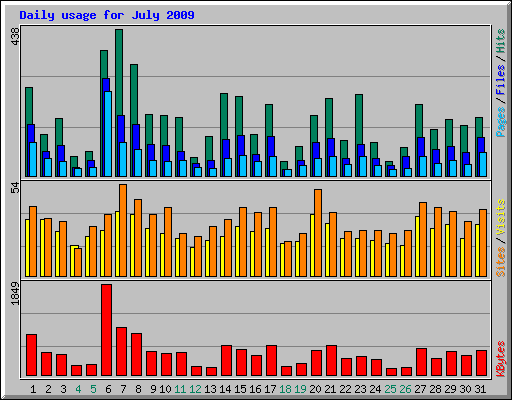 Daily usage for July 2009
438
Pages / Files / Hits
54
Sites / Visits
1849
KBytes
1 2 3 4 5 6 7 8 9 10 11 12 13 14 15 16 17 18 19 20 21 22 23 24 25 26 27 28 29 30 31